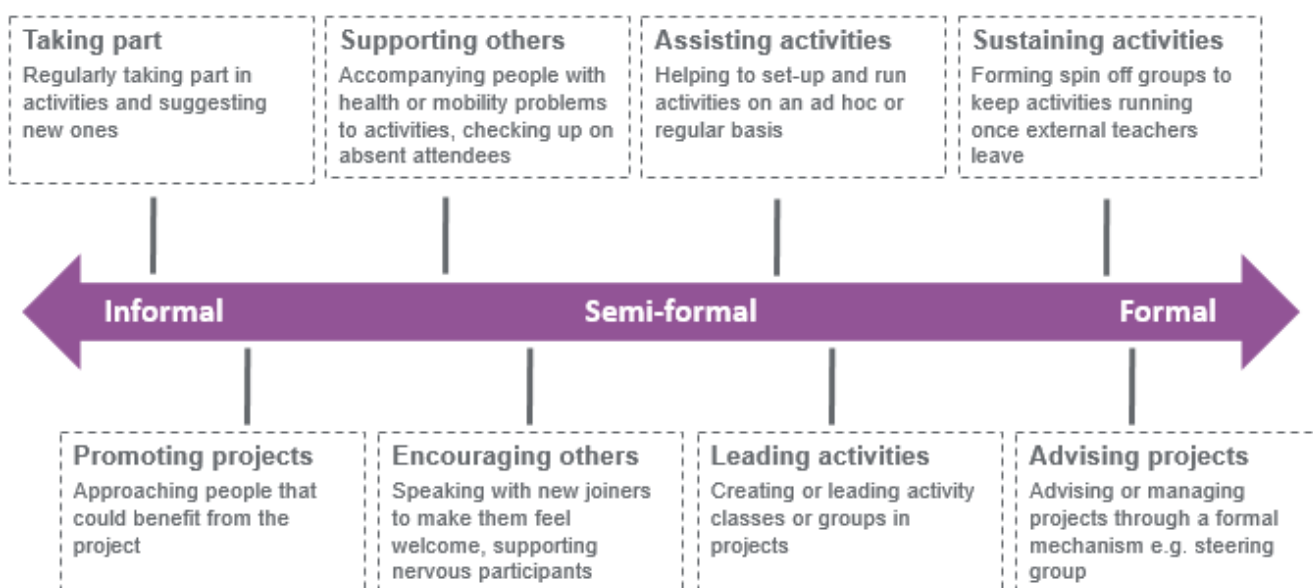 Taking part
Regularly taking part in
activities and suggesting
new ones
Supporting others
Accompanying people with
health or mobility problems
to activities, checking up on
absent attendees
Assisting activities
Helping to set-up and run
activities on an ad hoc or
regular basis
Sustaining activities
Forming spin off groups to
keep activities running
once external teachers
leave
Informal
Semi-formal
Formal
Promoting projects
Approaching people that
could benefit from the
project
Encouraging others
Speaking with new joiners
to make them feel
welcome, supporting
nervous participants
Leading activities
Creating or leading activity
classes or groups in
projects
Advising projects
Advising or managing
projects through a formal
mechanism e.g. steering
group